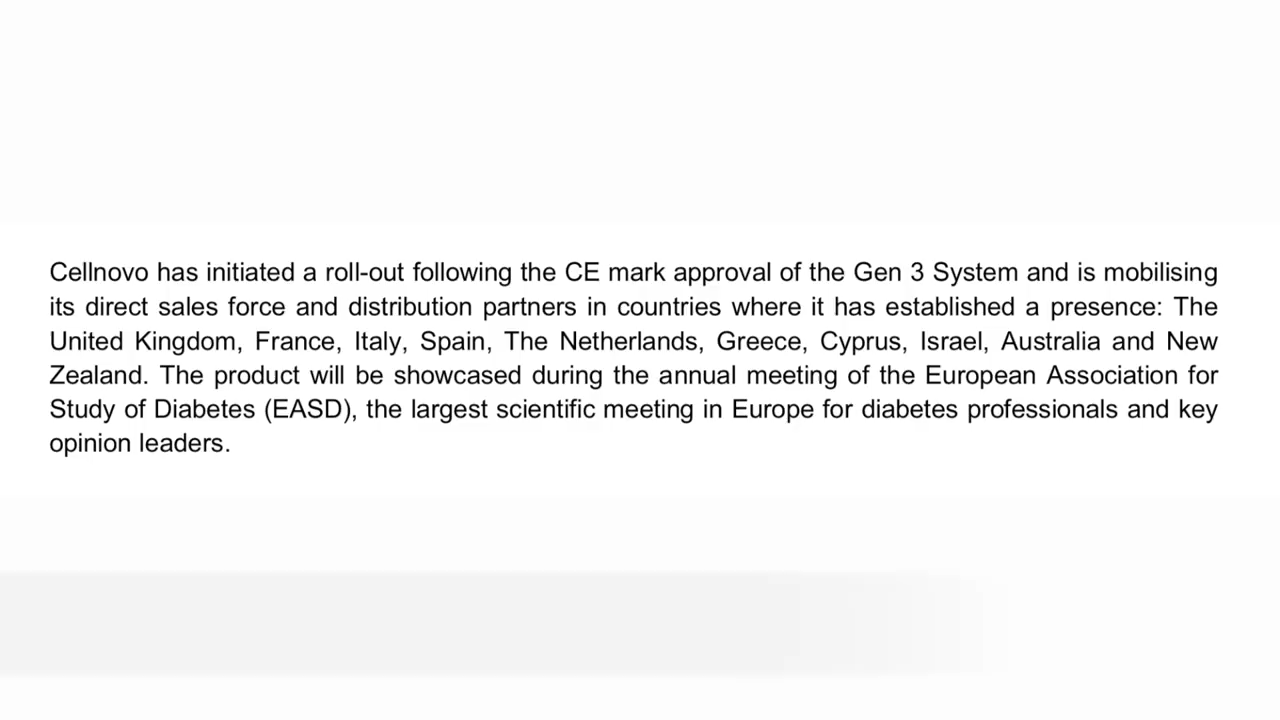 Cellnovo has initiated a roll-out following the CE mark approval of the Gen 3 System and is mobilising
its direct sales force and distribution partners in countries where it has established a presence: The
United Kingdom, France, Italy, Spain, The Netherlands, Greece, Cyprus, Israel, Australia and New
Zealand. The product will be showcased during the annual meeting of the European Association for
Study of Diabetes (EASD), the largest scientific meeting in Europe for diabetes professionals and key
opinion leaders.